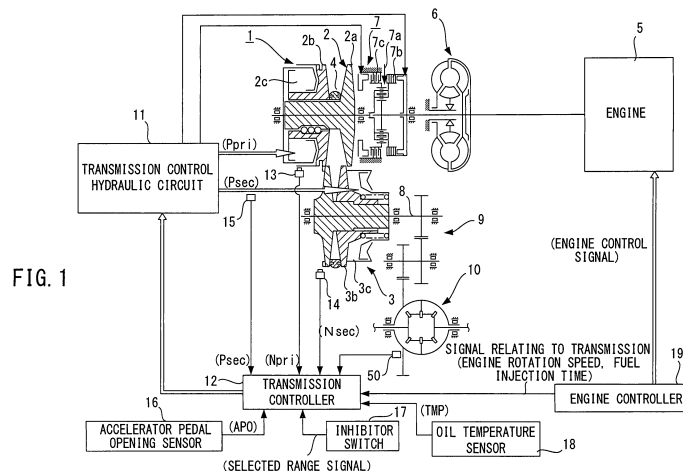 FIG. 1
1
2b
2
2a
2c
4
7
7c
7a
7b
6
5
ENGINE
11
(Ppri)
TRANSMISSION CONTROL
HYDRAULIC CIRCUIT
13
(Psec)
15
8
9
(ENGINE CONTROL
SIGNAL)
3b
3c
3
14
10
(Nsec)
(Psec)
(Npri)
50
SIGNAL RELATING TO TRANSMISSION
(ENGINE ROTATION SPEED, FUEL
INJECTION TIME)
19
12
TRANSMISSION
CONTROLLER
ENGINE CONTROLLER
16
ACCELERATOR PEDAL
OPENING SENSOR
(APO)
17
INHIBITOR
SWITCH
(TMP)
OIL TEMPERATURE
SENSOR
18
(SELECTED RANGE SIGNAL)